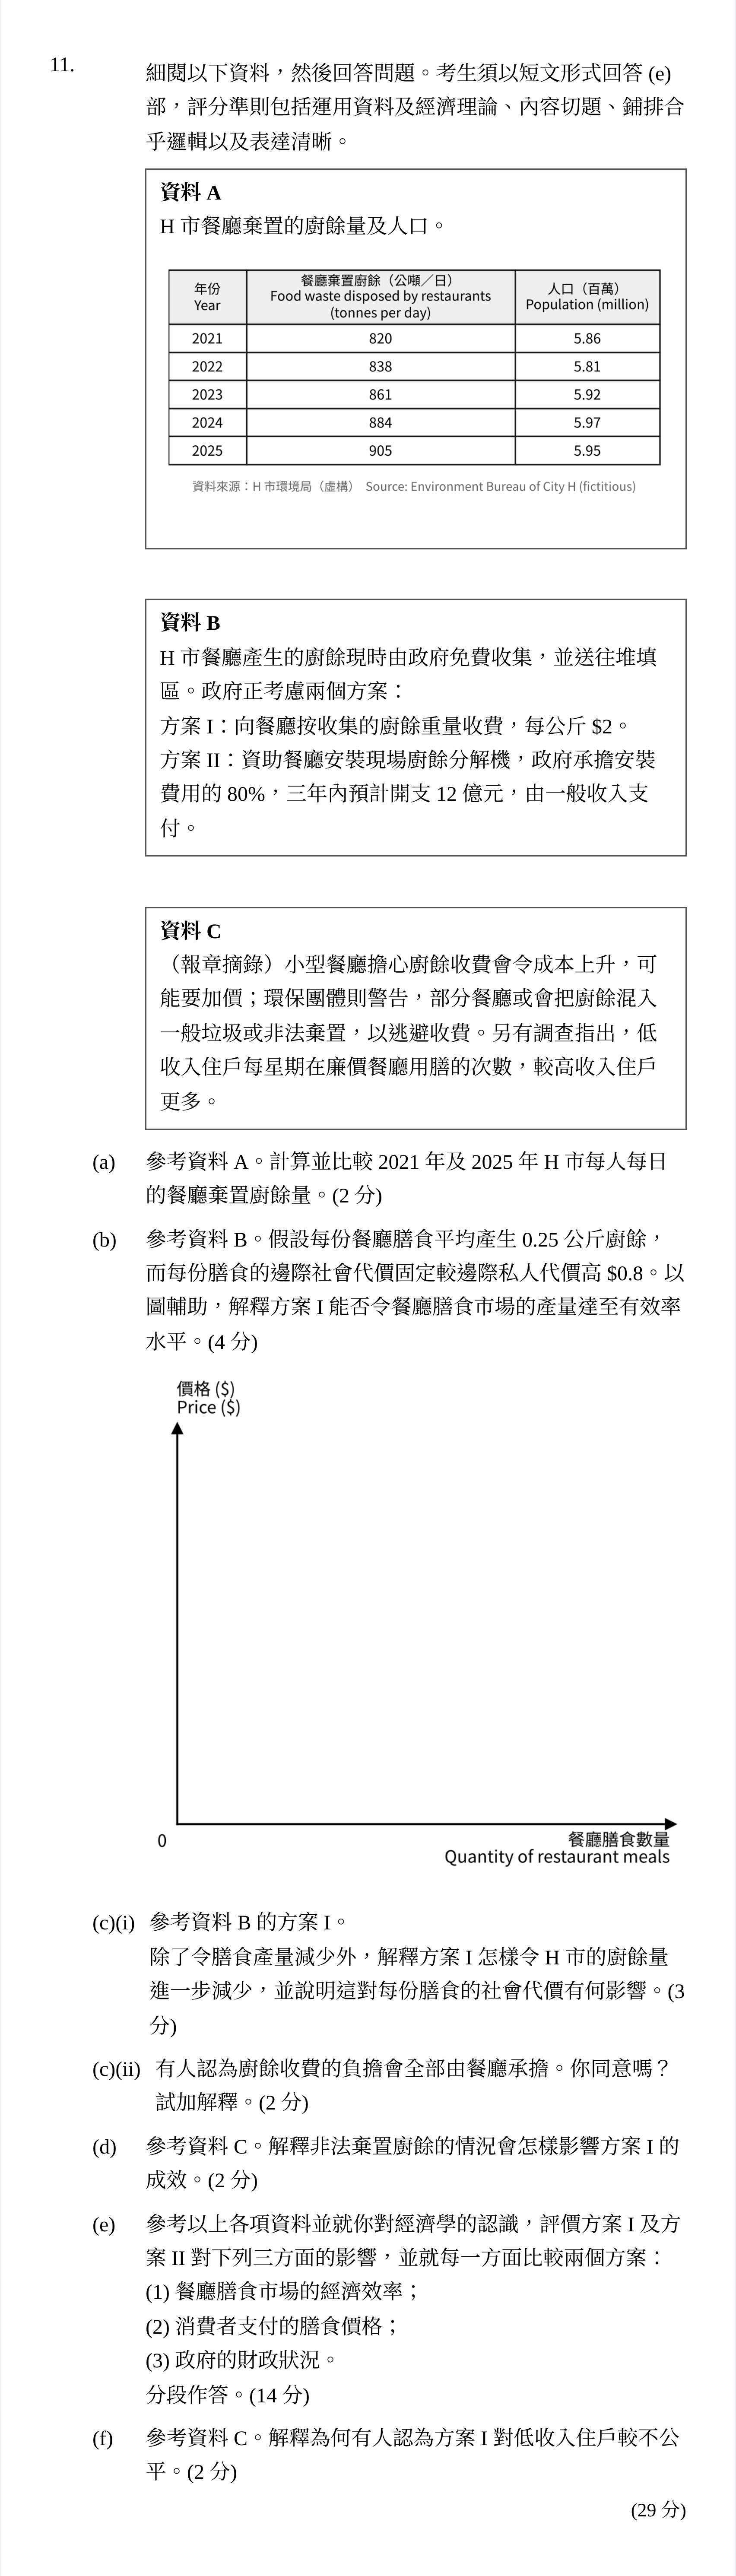 11.
細閱以下資料，然後回答問題。考生須以短文形式回答 (e)
部，評分準則包括運用資料及經濟理論、內容切題、鋪排合
乎邏輯以及表達清晰。
資料 A
H 市餐廳棄置的廚餘量及人口。
年份
Year
餐廳棄置廚餘（公噸／日）
Food waste disposed by restaurants
(tonnes per day)
人口（百萬）
Population (million)
2021 820 5.86
2022 838 5.81
2023 861 5.92
2024 884 5.97
2025 905 5.95
資料來源：H 市環境局（虛構） Source: Environment Bureau of City H (fictitious)
資料 B
H 市餐廳產生的廚餘現時由政府免費收集，並送往堆填
區。政府正考慮兩個方案：
方案 I：向餐廳按收集的廚餘重量收費，每公斤 $2。
方案 II：資助餐廳安裝現場廚餘分解機，政府承擔安裝
費用的 80%，三年內預計開支 12 億元，由一般收入支
付。
資料 C
（報章摘錄）小型餐廳擔心廚餘收費會令成本上升，可
能要加價；環保團體則警告，部分餐廳或會把廚餘混入
一般垃圾或非法棄置，以逃避收費。另有調查指出，低
收入住戶每星期在廉價餐廳用膳的次數，較高收入住戶
更多。
(a) 參考資料 A。計算並比較 2021 年及 2025 年 H 市每人每日
的餐廳棄置廚餘量。(2 分)
(b) 參考資料 B。假設每份餐廳膳食平均產生 0.25 公斤廚餘，
而每份膳食的邊際社會代價固定較邊際私人代價高 $0.8。以
圖輔助，解釋方案 I 能否令餐廳膳食市場的產量達至有效率
水平。(4 分)
價格 ($)
Price ($)
0
餐廳膳食數量
Quantity of restaurant meals
(c)(i) 參考資料 B 的方案 I。
除了令膳食產量減少外，解釋方案 I 怎樣令 H 市的廚餘量
進一步減少，並說明這對每份膳食的社會代價有何影響。(3
分)
(c)(ii) 有人認為廚餘收費的負擔會全部由餐廳承擔。你同意嗎？
試加解釋。(2 分)
(d) 參考資料 C。解釋非法棄置廚餘的情況會怎樣影響方案 I 的
成效。(2 分)
(e) 參考以上各項資料並就你對經濟學的認識，評價方案 I 及方
案 II 對下列三方面的影響，並就每一方面比較兩個方案：
(1) 餐廳膳食市場的經濟效率；
(2) 消費者支付的膳食價格；
(3) 政府的財政狀況。
分段作答。(14 分)
(f) 參考資料 C。解釋為何有人認為方案 I 對低收入住戶較不公
平。(2 分)
(29 分)